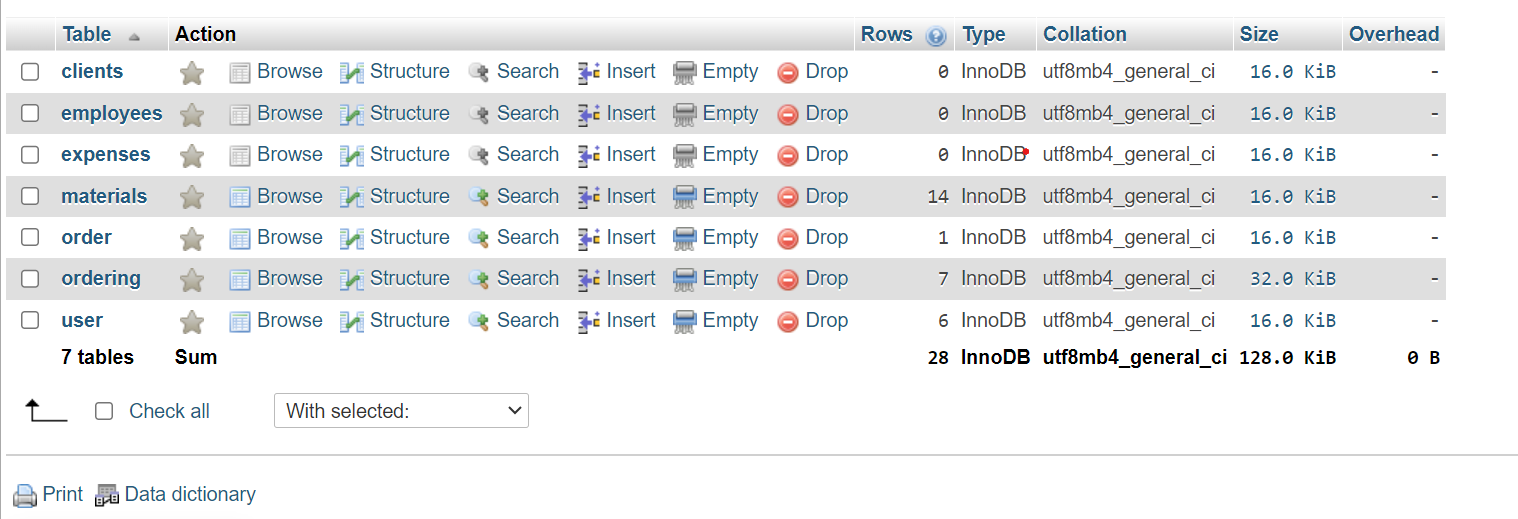 Table Action Rows Type Collation Size Overhead
clients Browse Structure Search Insert Empty Drop 0 InnoDB utf8mb4_general_ci 16.0 KiB -
employees Browse Structure Search Insert Empty Drop 0 InnoDB utf8mb4_general_ci 16.0 KiB -
expenses Browse Structure Search Insert Empty Drop 0 InnoDB utf8mb4_general_ci 16.0 KiB -
materials Browse Structure Search Insert Empty Drop 14 InnoDB utf8mb4_general_ci 16.0 KiB -
order Browse Structure Search Insert Empty Drop 1 InnoDB utf8mb4_general_ci 16.0 KiB -
ordering Browse Structure Search Insert Empty Drop 7 InnoDB utf8mb4_general_ci 32.0 KiB -
user Browse Structure Search Insert Empty Drop 6 InnoDB utf8mb4_general_ci 16.0 KiB -
7 tables Sum 28 InnoDB utf8mb4_general_ci 128.0 KiB 0 B
Check all With selected:
Print Data dictionary